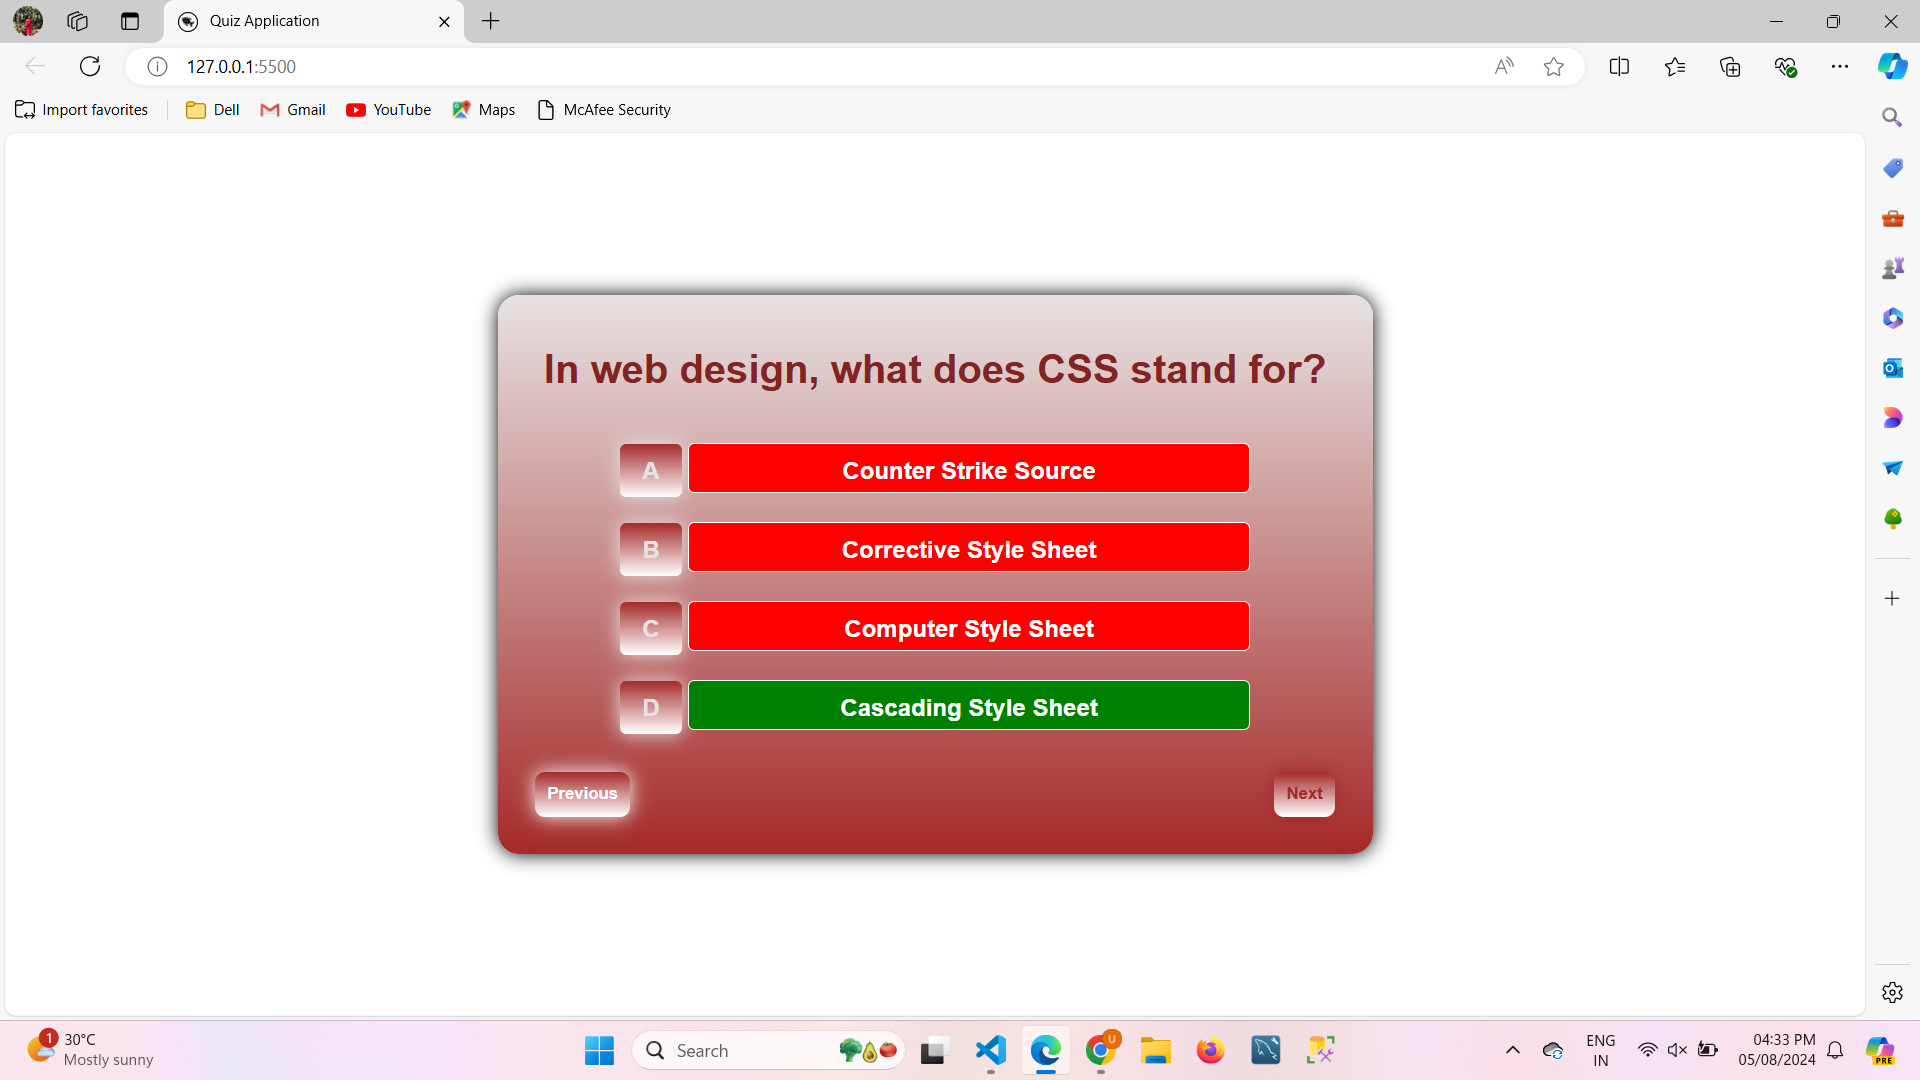 Quiz Application
127.0.0.1:5500
Import favorites
Dell
Gmail
YouTube
Maps
McAfee Security
In web design, what does CSS stand for?
A
Counter Strike Source
B
Corrective Style Sheet
C
Computer Style Sheet
D
Cascading Style Sheet
Previous
Next
1
30°C
Mostly sunny
Search
U
ENG
IN
04:33 PM
05/08/2024
PRE